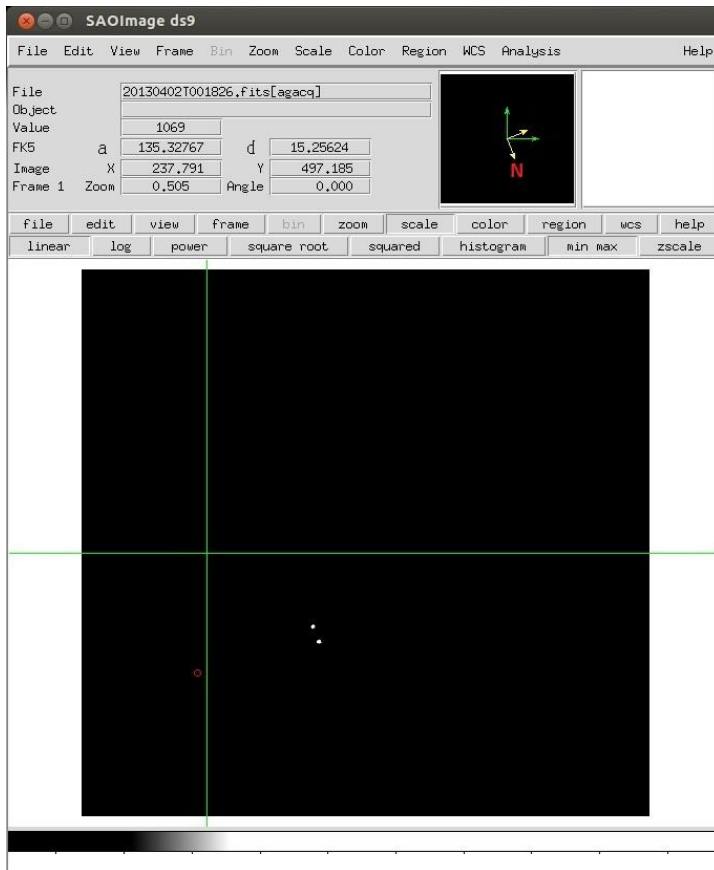 SAOImage ds9
File Edit View Frame Bin Zoom Scale Color Region WCS Analysis Help
File 20130402T001826.fits[agacq]
Object
Value 1069
FK5 a 135.32767 d 15.25624
Image X 237.791 Y 497.185
Frame 1 Zoom 0.505 Angle 0.000
N
file edit view frame bin zoom scale color region wcs help
linear log power square root squared histogram min max zscale